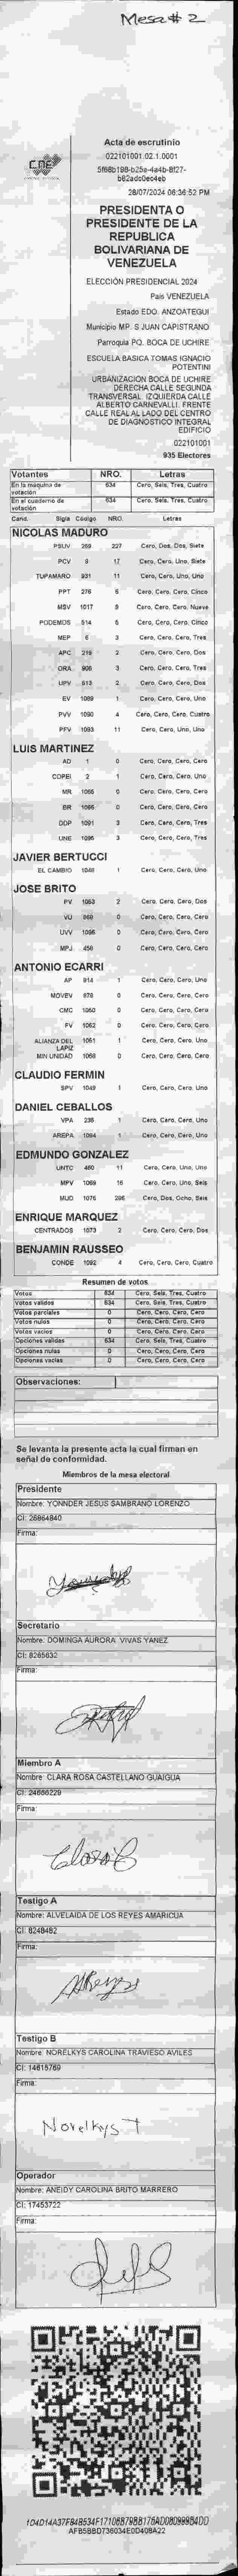 Mesa # 2
CNE
Acta de escrutinio
022101001.02.1.0001
28/07/2024 06:36:52 PM
PRESIDENTA O
PRESIDENTE DE LA
REPUBLICA
BOLIVARIANA DE
VENEZUELA
ELECCIÓN PRESIDENCIAL 2024
Pais VENEZUELA
Estado EDO. ANZOATEGUI
Municipio MP. S JUAN CAPISTRANO
Parroquia PQ. BOCA DE UCHIRE
ESCUELA BASICA TOMAS IGNACIO
POTENTINI
URBANIZACIÓN BOCA DE UCHIRE
DERECHA CALLE SEGUNDA
TRANSVERSAL. IZQUIERDA CALLE
ALBERTO CARNEVALLI. FRENTE
CALLE REAL AL LADO DEL CENTRO
DE DIAGNOSTICO INTEGRAL
EDIFICIO
022101001
935 Electores
Votantes NRO. Letras
En la máquina de votación 634 Cero, Seis, Tres, Cuatro
En el cuaderno de votación 634 Cero, Seis, Tres, Cuatro
Cand. Sigla Código NRO. Letras
NICOLAS MADURO
PSUV 269 227 Cero, Dos, Dos, Siete
PCV 9 17 Cero, Cero, Uno, Siete
TUPAMARO 931 11 Cero, Cero, Uno, Uno
PPT 276 5 Cero, Cero, Cero, Cinco
MSV 1017 9 Cero, Cero, Cero, Nueve
PODEMOS 514 5 Cero, Cero, Cero, Cinco
MEP 6 3 Cero, Cero, Cero, Tres
APC 219 2 Cero, Cero, Cero, Dos
ORA 906 3 Cero, Cero, Cero, Tres
UPV 613 2 Cero, Cero, Cero, Dos
EV 1089 1 Cero, Cero, Cero, Uno
PVV 1090 4 Cero, Cero, Cero, Cuatro
PFV 1093 11 Cero, Cero, Uno, Uno
LUIS MARTINEZ
AD 1 0 Cero, Cero, Cero, Cero
COPEI 2 1 Cero, Cero, Cero, Uno
MR 1065 0 Cero, Cero, Cero, Cero
BR 1066 0 Cero, Cero, Cero, Cero
DDP 1091 3 Cero, Cero, Cero, Tres
UNE 1095 3 Cero, Cero, Cero, Tres
JAVIER BERTUCCI
EL CAMBIO 1048 1 Cero, Cero, Cero, Uno
JOSE BRITO
PV 1053 2 Cero, Cero, Cero, Dos
VU 868 0 Cero, Cero, Cero, Cero
UVV 1096 0 Cero, Cero, Cero, Cero
MPJ 456 0 Cero, Cero, Cero, Cero
ANTONIO ECARRI
AP 914 1 Cero, Cero, Cero, Uno
MOVEV 878 0 Cero, Cero, Cero, Cero
CMC 1050 0 Cero, Cero, Cero, Cero
FV 1062 0 Cero, Cero, Cero, Cero
ALIANZA DEL LAPIZ 1051 1 Cero, Cero, Cero, Uno
MIN UNIDAD 1068 0 Cero, Cero, Cero, Cero
CLAUDIO FERMIN
SPV 1049 1 Cero, Cero, Cero, Uno
DANIEL CEBALLOS
VPA 235 1 Cero, Cero, Cero, Uno
AREPA 1094 1 Cero, Cero, Cero, Uno
EDMUNDO GONZALEZ
UNTC 460 11 Cero, Cero, Uno, Uno
MPV 1069 16 Cero, Cero, Uno, Seis
MUD 1076 286 Cero, Dos, Ocho, Seis
ENRIQUE MARQUEZ
CENTRADOS 1073 2 Cero, Cero, Cero, Dos
BENJAMIN RAUSSEO
CONDE 1092 4 Cero, Cero, Cero, Cuatro
Resumen de votos
Votos 634 Cero, Seis, Tres, Cuatro
Votos validos 634 Cero, Seis, Tres, Cuatro
Votos parciales 0 Cero, Cero, Cero, Cero
Votos nulos 0 Cero, Cero, Cero, Cero
Votos vacios 0 Cero, Cero, Cero, Cero
Opciones validas 634 Cero, Seis, Tres, Cuatro
Opciones nulas 0 Cero, Cero, Cero, Cero
Opciones vacias 0 Cero, Cero, Cero, Cero
Observaciones:
Se levanta la presente acta la cual firman en
señal de conformidad.
Miembros de la mesa electoral
Presidente
Nombre: YONNDER JESUS SAMBRANO LORENZO
CI: 26864840
Firma:
Secretario
Nombre: DOMINGA AURORA VIVAS YANEZ
CI: 8265632
Firma:
Miembro A
Nombre: CLARA ROSA CASTELLANO GUAIGUA
CI: 24666229
Firma:
Clara
Testigo A
Nombre: ALVELAIDA DE LOS REYES AMARICUA
CI: 8248482
Firma:
Testigo B
Nombre: NORELKYS CAROLINA TRAVIESO AVILES
CI: 14615769
Firma:
Norelkys T
Operador
Nombre: ANEIDY CAROLINA BRITO MARRERO
CI: 17453722
Firma: